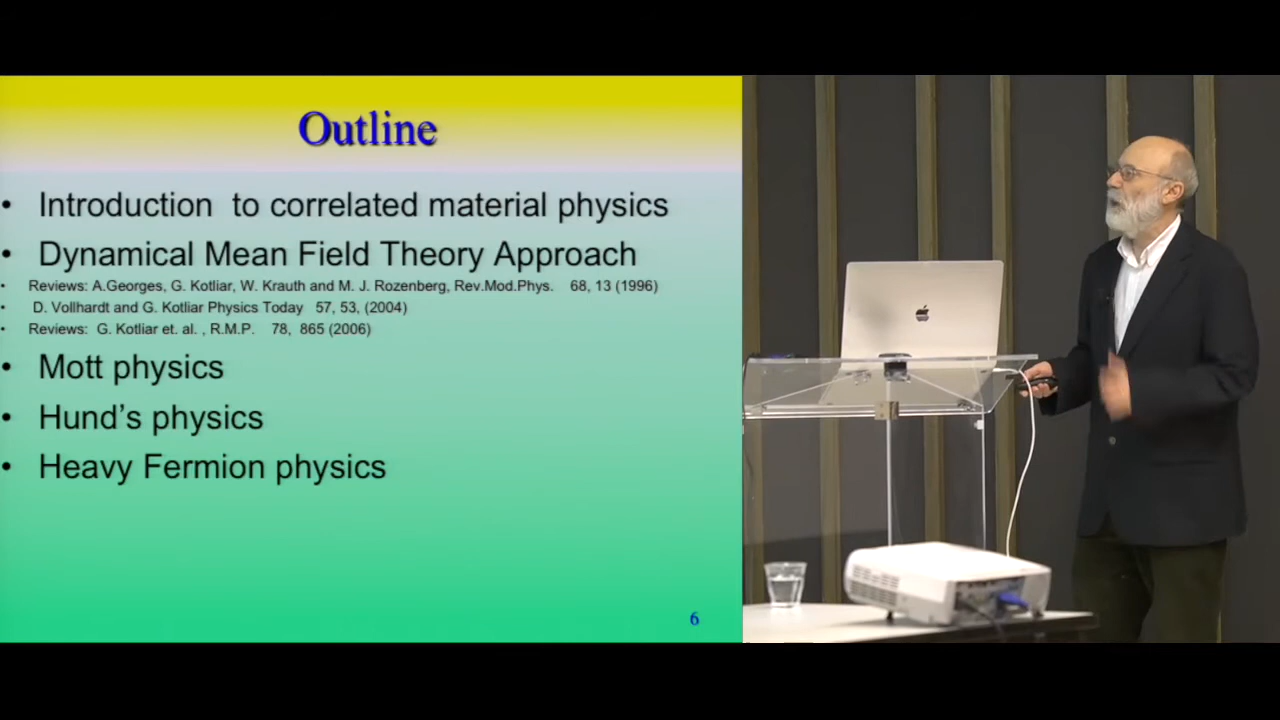 Outline
• Introduction to correlated material physics
• Dynamical Mean Field Theory Approach
• Reviews: A.Georges, G. Kotliar, W. Krauth and M. J. Rozenberg, Rev.Mod.Phys. 68, 13 (1996)
• D. Vollhardt and G. Kotliar Physics Today 57, 53, (2004)
• Reviews: G. Kotliar et. al. , R.M.P. 78, 865 (2006)
• Mott physics
• Hund’s physics
• Heavy Fermion physics
6